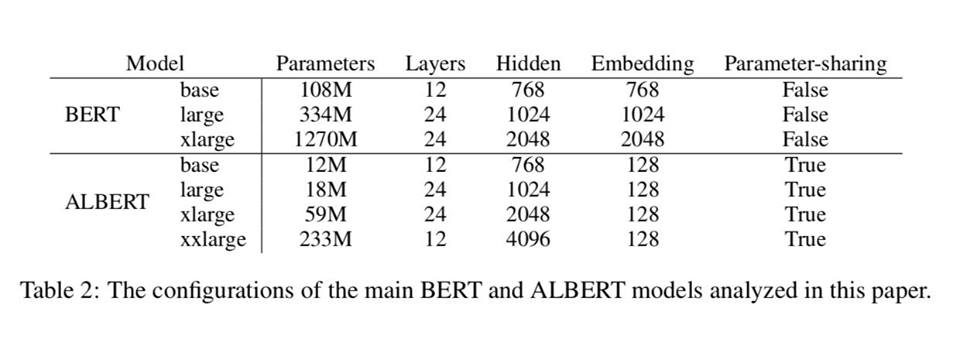 Model Parameters Layers Hidden Embedding Parameter-sharing
base 108M 12 768 768 False
BERT large 334M 24 1024 1024 False
xlarge 1270M 24 2048 2048 False
base 12M 12 768 128 True
ALBERT large 18M 24 1024 128 True
xlarge 59M 24 2048 128 True
xxlarge 233M 12 4096 128 True
Table 2: The configurations of the main BERT and ALBERT models analyzed in this paper.